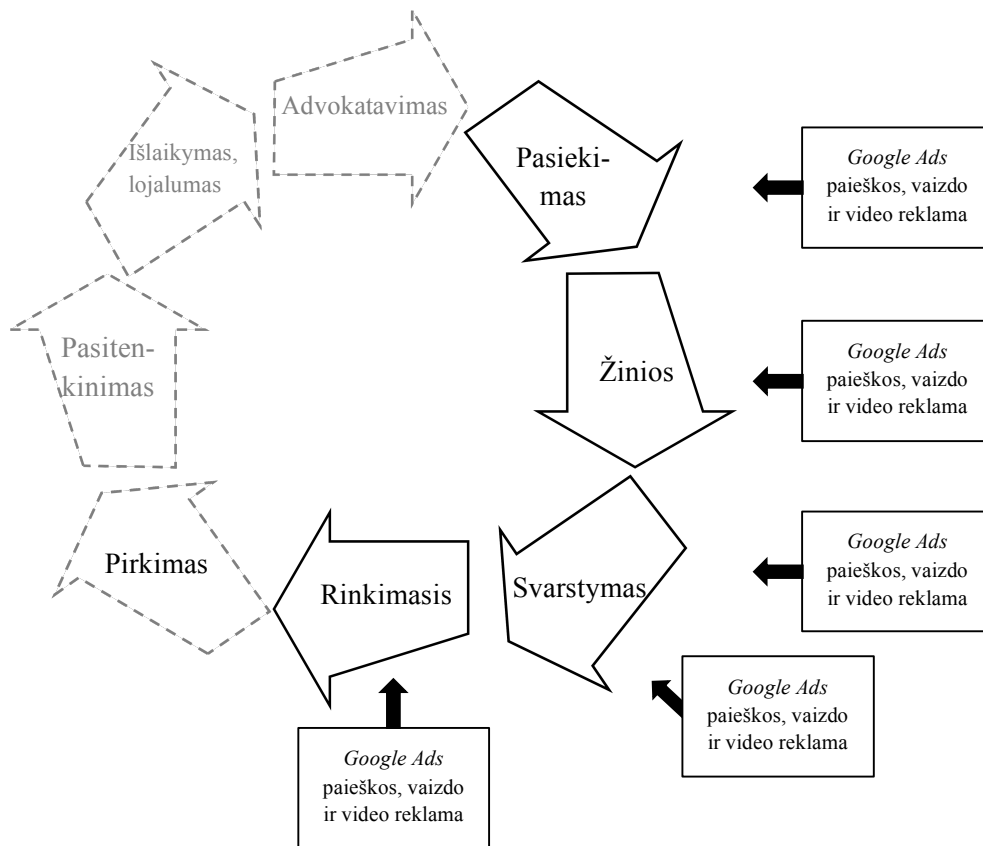 Advokatavimas
Pasieki-
mas
Google Ads
paieškos, vaizdo
ir video reklama
Išlaikymas,
lojalumas
Žinios
Google Ads
paieškos, vaizdo
ir video reklama
Pasiten-
kinimas
Svarstymas
Google Ads
paieškos, vaizdo
ir video reklama
Pirkimas
Rinkimasis
Google Ads
paieškos, vaizdo
ir video reklama
Google Ads
paieškos, vaizdo
ir video reklama